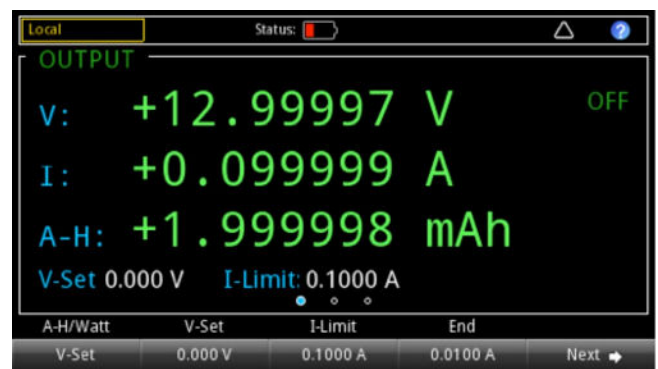 Local Status: ?
OUTPUT
V: +12.99997 V OFF
I: +0.099999 A
A-H: +1.999998 mAh
V-Set 0.000 V I-Limit: 0.1000 A
A-H/Watt V-Set I-Limit End
V-Set 0.000 V 0.1000 A 0.0100 A Next